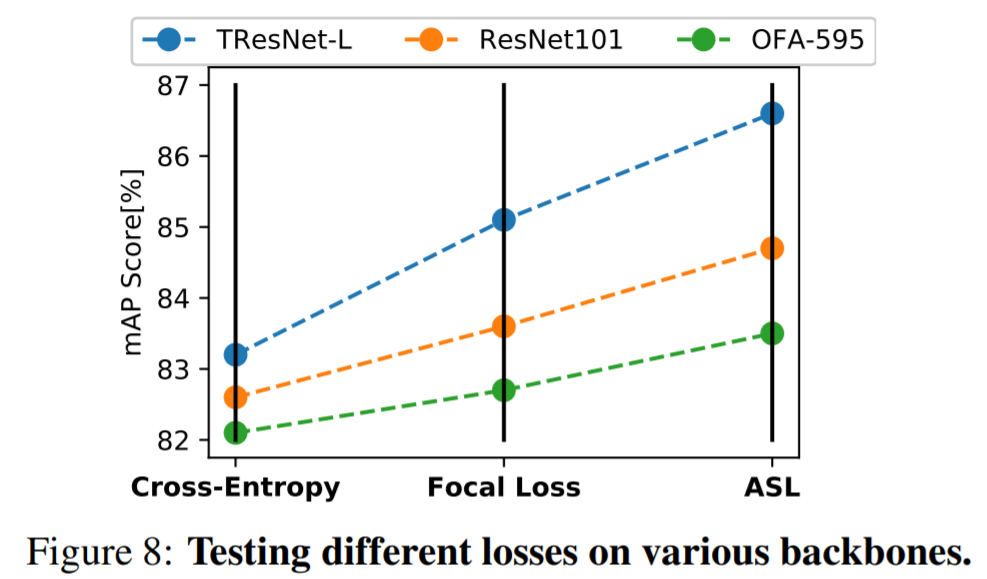 TResNet-L ResNet101 OFA-595
87
86
85
84
83
82
mAP Score[%]
Cross-Entropy Focal Loss ASL
Figure 8: Testing different losses on various backbones.